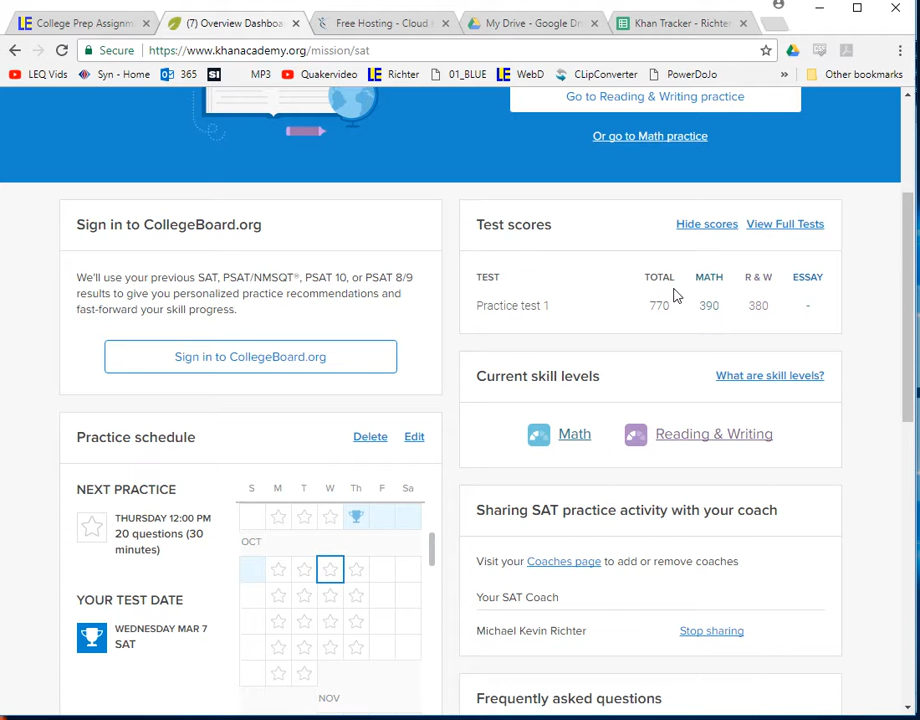 College Prep Assignm
(7) Overview Dashboa
Free Hosting - Cloud
My Drive - Google Dri
Khan Tracker - Richter
Secure
https://www.khanacademy.org/mission/sat
LEQ Vids
Syn - Home
365
SI
MP3
Quakervideo
LE
Richter
01_BLUE
LE
WebD
CLipConverter
PowerDoJo
»
Other bookmarks
Go to Reading & Writing practice
Or go to Math practice
Sign in to CollegeBoard.org
We'll use your previous SAT, PSAT/NMSQT®, PSAT 10, or PSAT 8/9
results to give you personalized practice recommendations and
fast-forward your skill progress.
Sign in to CollegeBoard.org
Test scores
Hide scores
View Full Tests
TEST TOTAL MATH R & W ESSAY
Practice test 1 770 390 380 -
Current skill levels
What are skill levels?
Math
Reading & Writing
Practice schedule
Delete
Edit
NEXT PRACTICE
THURSDAY 12:00 PM
20 questions (30
minutes)
YOUR TEST DATE
WEDNESDAY MAR 7
SAT
S M T W Th F Sa
OCT
NOV
Sharing SAT practice activity with your coach
Visit your Coaches page to add or remove coaches
Your SAT Coach
Michael Kevin Richter
Stop sharing
Frequently asked questions